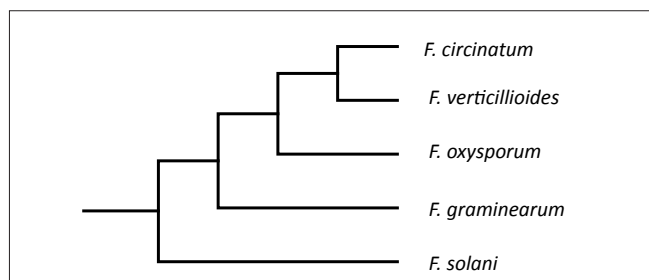 F. circinatum
F. verticillioides
F. oxysporum
F. graminearum
F. solani